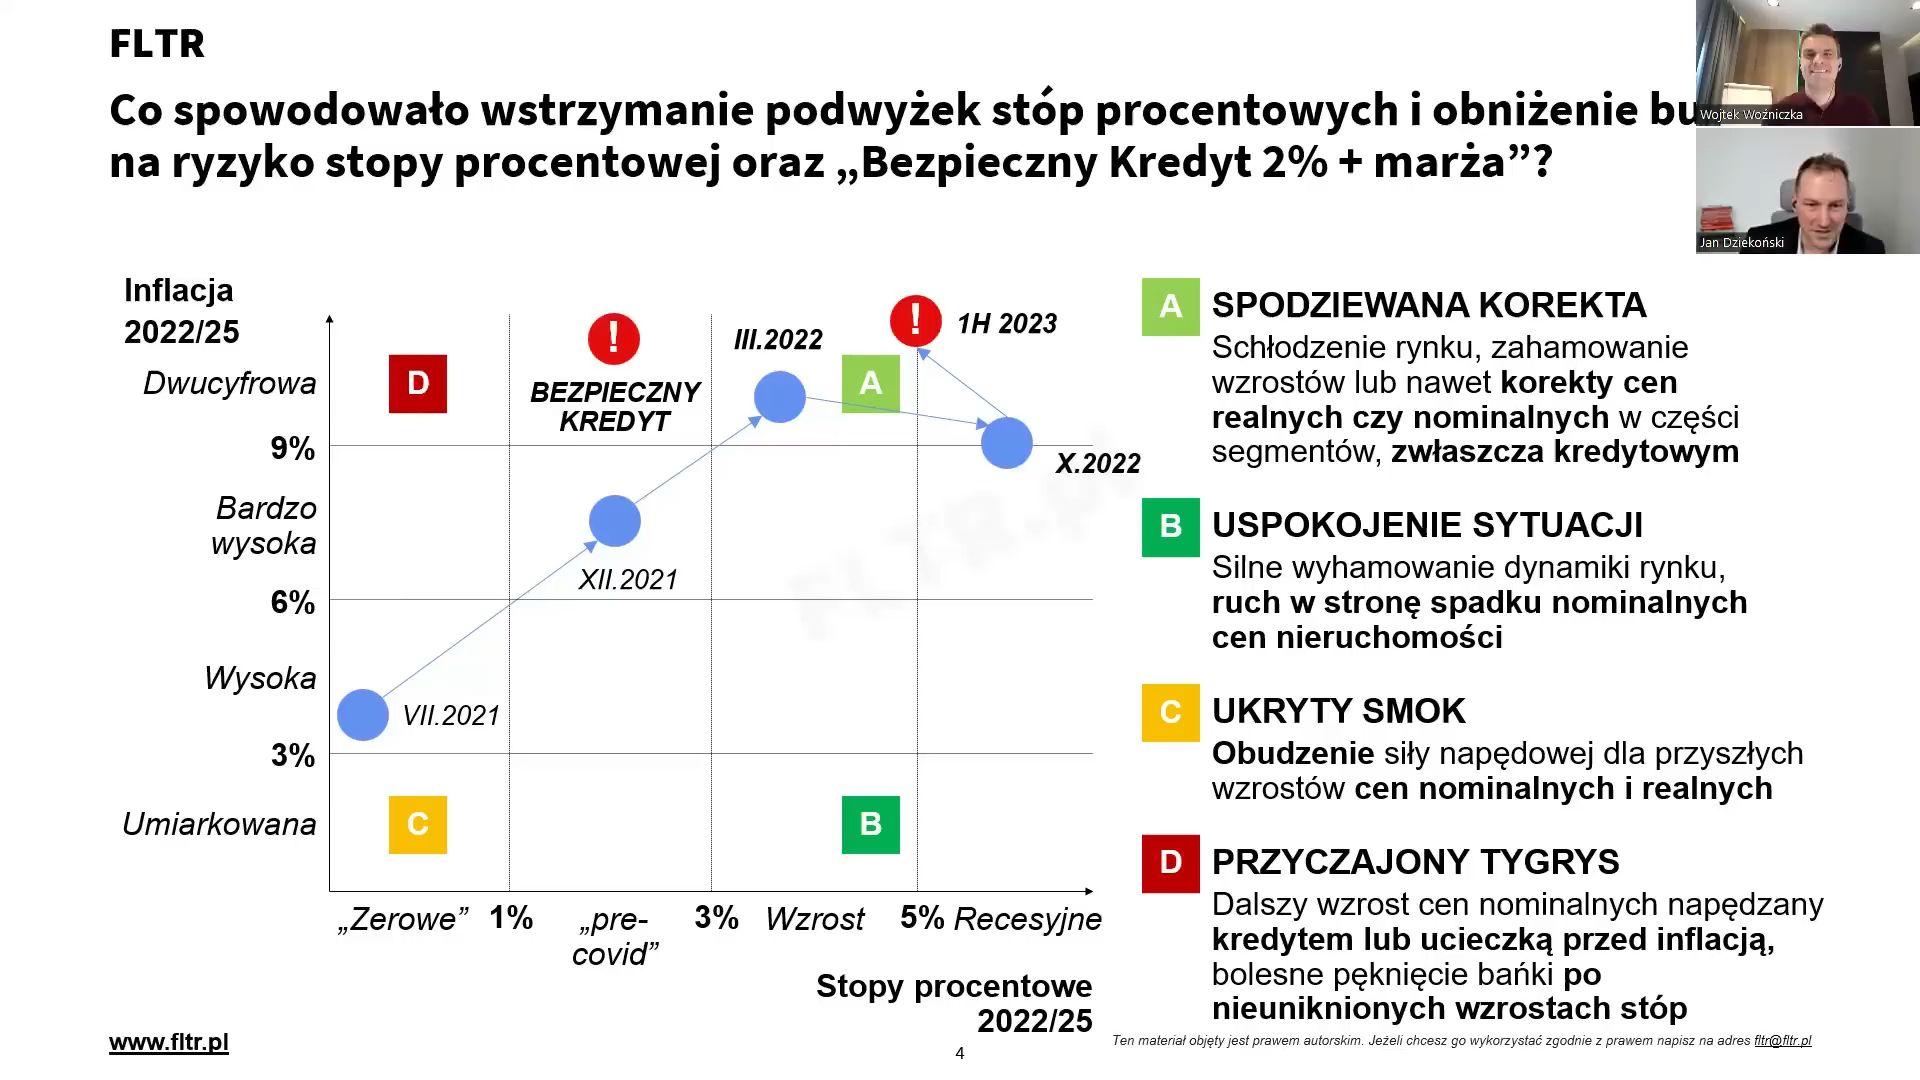 FLTR
Co spowodowało wstrzymanie podwyżek stóp procentowych i obniżenie
na ryzyko stopy procentowej oraz „Bezpieczny Kredyt 2% + marża”?
Wojtek Woźniczka
Jan Dziekoński
Inflacja
2022/25
Dwucyfrowa
9%
Bardzo
wysoka
6%
Wysoka
3%
Umiarkowana
D
!
BEZPIECZNY
KREDYT
III.2022
A
!
1H 2023
X.2022
XII.2021
VII.2021
C
B
„Zerowe” 1% „pre-
covid”
3% Wzrost 5% Recesyjne
Stopy procentowe
2022/25
A SPODZIEWANA KOREKTA
Schłodzenie rynku, zahamowanie
wzrostów lub nawet korekty cen
realnych czy nominalnych w części
segmentów, zwłaszcza kredytowym
B USPOKOJENIE SYTUACJI
Silne wyhamowanie dynamiki rynku,
ruch w stronę spadku nominalnych
cen nieruchomości
C UKRYTY SMOK
Obudzenie siły napędowej dla przyszłych
wzrostów cen nominalnych i realnych
D PRZYCZAJONY TYGRYS
Dalszy wzrost cen nominalnych napędzany
kredytem lub ucieczką przed inflacją,
bolesne pęknięcie bańki po
nieuniknionych wzrostach stóp
FLTR.pl
www.fltr.pl
4
Ten materiał objęty jest prawem autorskim. Jeżeli chcesz go wykorzystać zgodnie z prawem napisz na adres fltr@fltr.pl